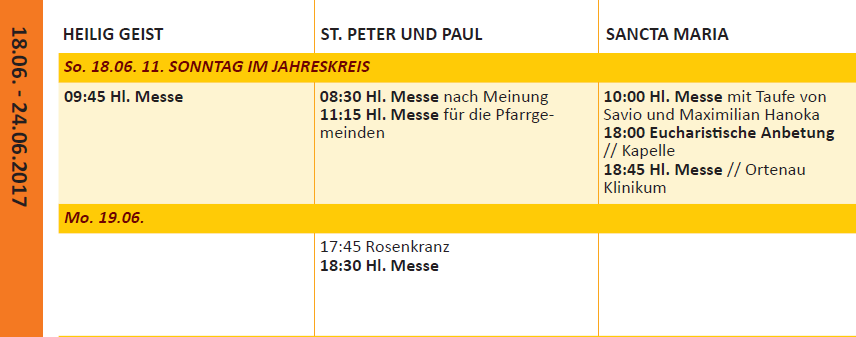 18.06. - 24.06.2017
HEILIG GEIST
ST. PETER UND PAUL
SANCTA MARIA
So. 18.06. 11. SONNTAG IM JAHRESKREIS
09:45 Hl. Messe
08:30 Hl. Messe nach Meinung
11:15 Hl. Messe für die Pfarrge-
meinden
10:00 Hl. Messe mit Taufe von
Savio und Maximilian Hanoka
18:00 Eucharistische Anbetung
// Kapelle
18:45 Hl. Messe // Ortenau
Klinikum
Mo. 19.06.
17:45 Rosenkranz
18:30 Hl. Messe